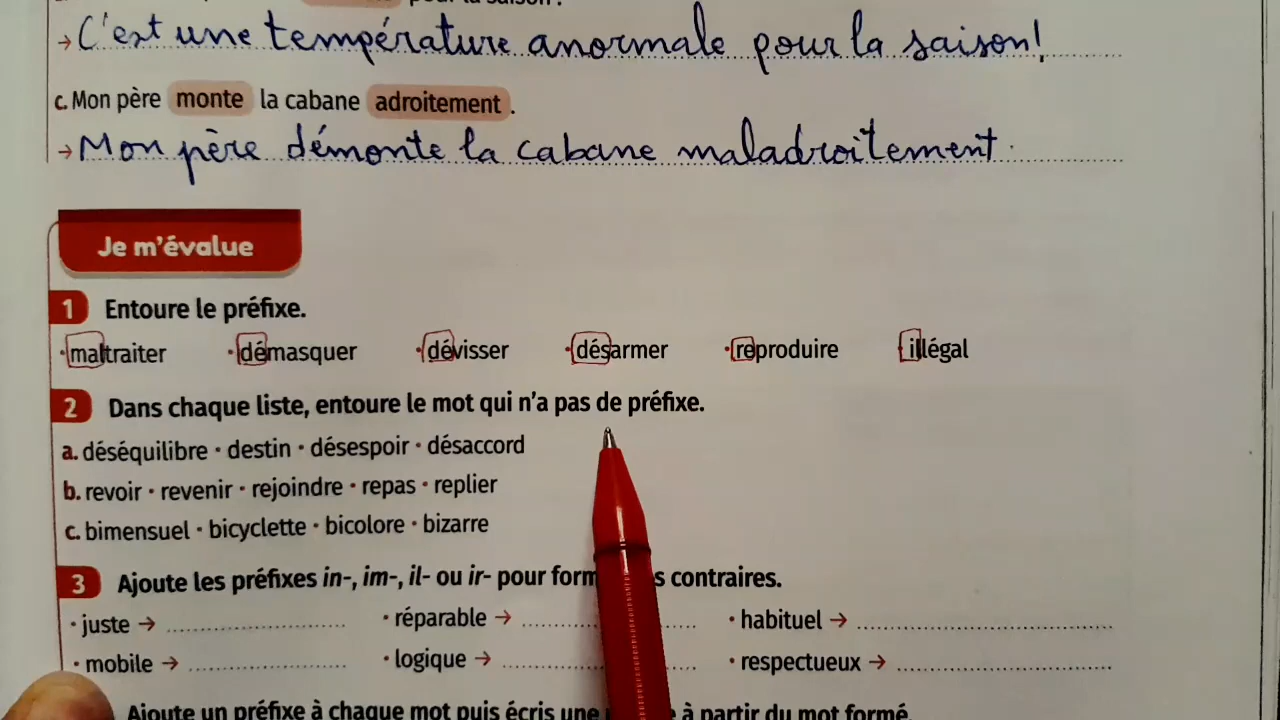 pour la saison !
→ C'est une température anormale pour la saison!
c. Mon père monte la cabane adroitement .
→ Mon père démonte la cabane maladroitement.
Je m'évalue
1 Entoure le préfixe.
• maltraiter • démasquer • dévisser • désarmer • reproduire • illégal
2 Dans chaque liste, entoure le mot qui n'a pas de préfixe.
a. déséquilibre • destin • désespoir • désaccord
b. revoir • revenir • rejoindre • repas • replier
c. bimensuel • bicyclette • bicolore • bizarre
3 Ajoute les préfixes in-, im-, il- ou ir- pour form s contraires.
• juste → • réparable → • habituel →
• mobile → • logique → • respectueux →
Ajoute un préfixe à chaque mot puis écris une à partir du mot formé.